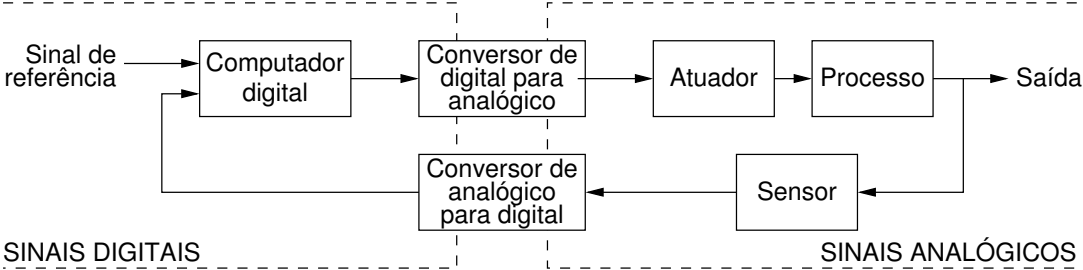 Sinal de
referência
Computador
digital
Conversor de
digital para
analógico
Atuador
Processo
Saída
Conversor de
analógico
para digital
Sensor
SINAIS DIGITAIS
SINAIS ANALÓGICOS